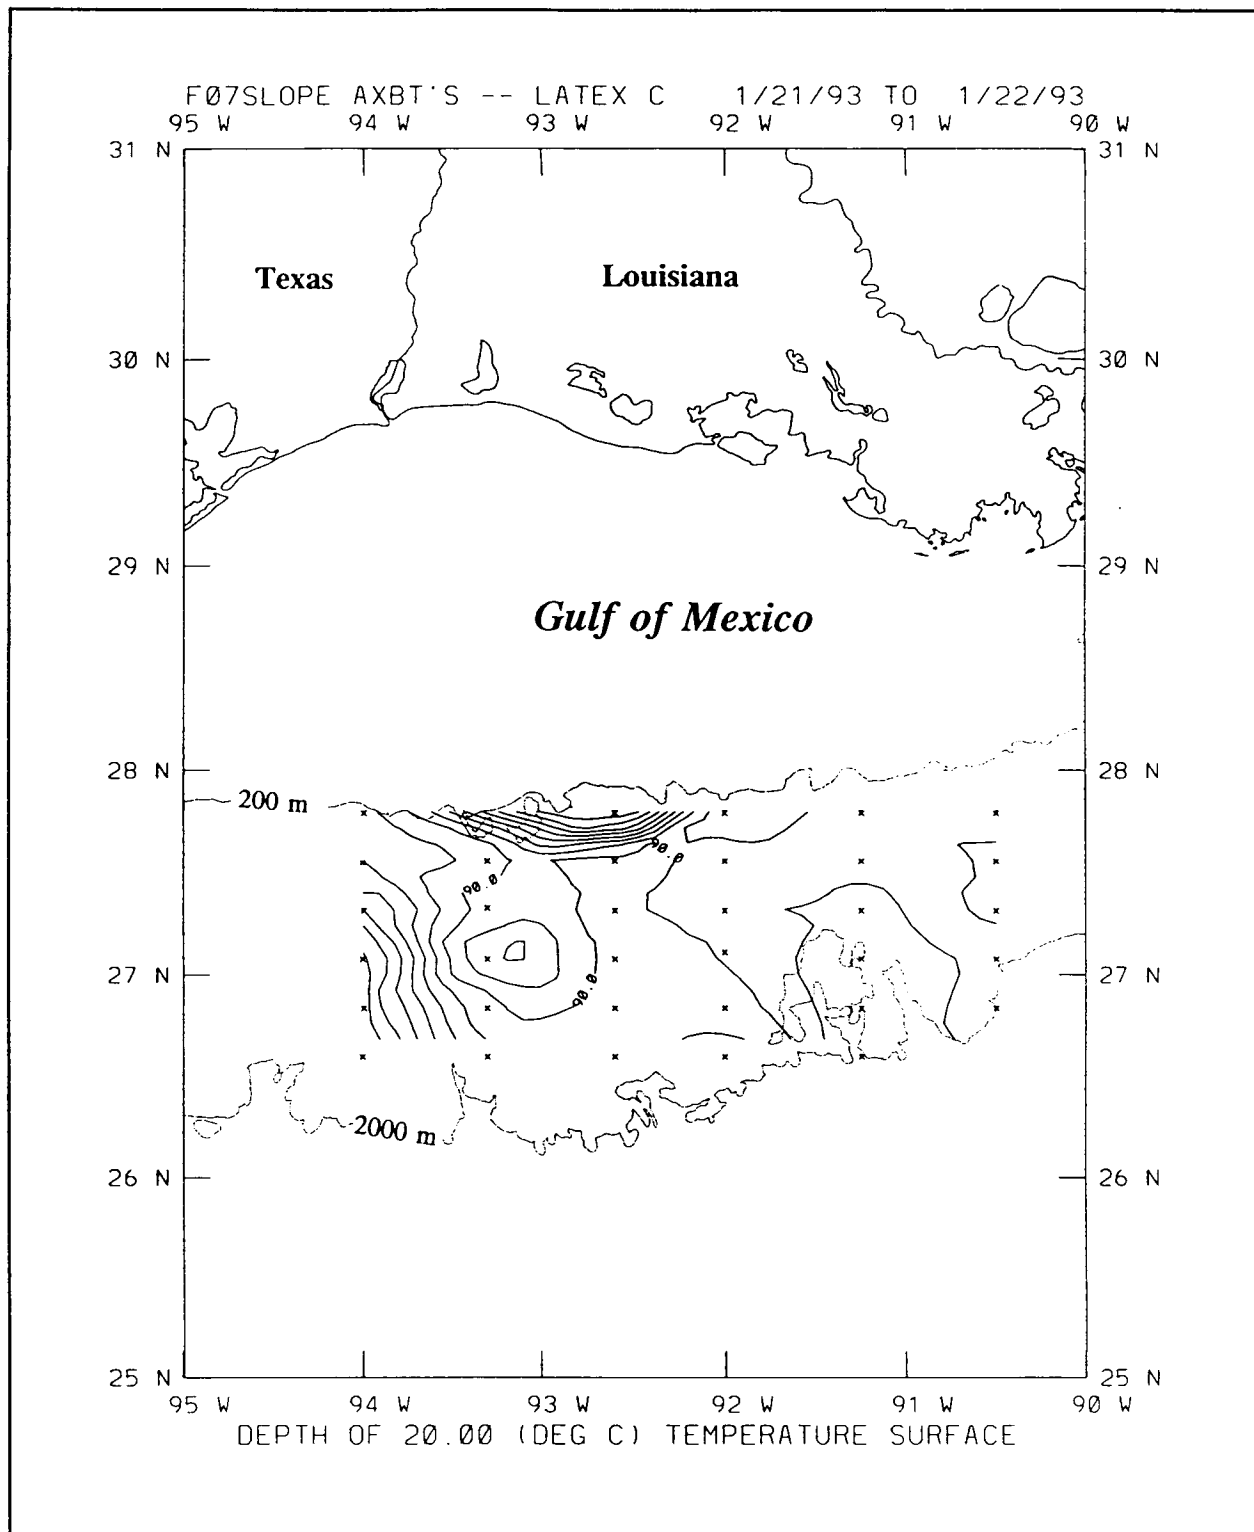 FØ7SLOPE AXBT'S -- LATEX C 1/21/93 TO 1/22/93
95 W 94 W 93 W 92 W 91 W 90 W
31 N 31 N
Texas Louisiana
30 N 30 N
29 N 29 N
Gulf of Mexico
28 N 28 N
200 m
90.0
90.0
27 N 27 N
90.0
2000 m
26 N 26 N
25 N 25 N
95 W 94 W 93 W 92 W 91 W 90 W
DEPTH OF 20.00 (DEG C) TEMPERATURE SURFACE